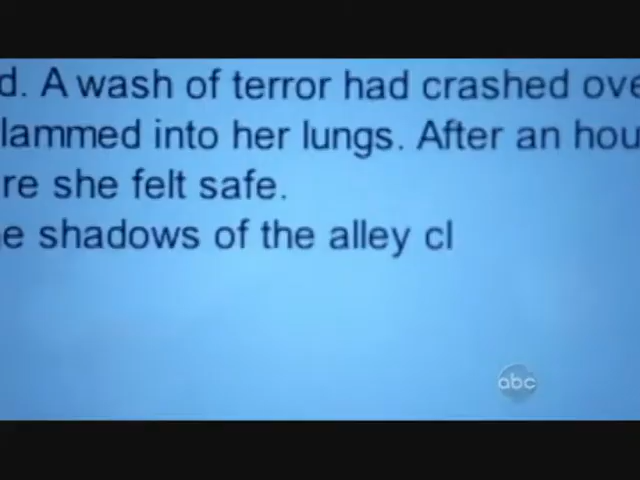 d. A wash of terror had crashed ove
lammed into her lungs. After an hou
re she felt safe.
e shadows of the alley cl
abc